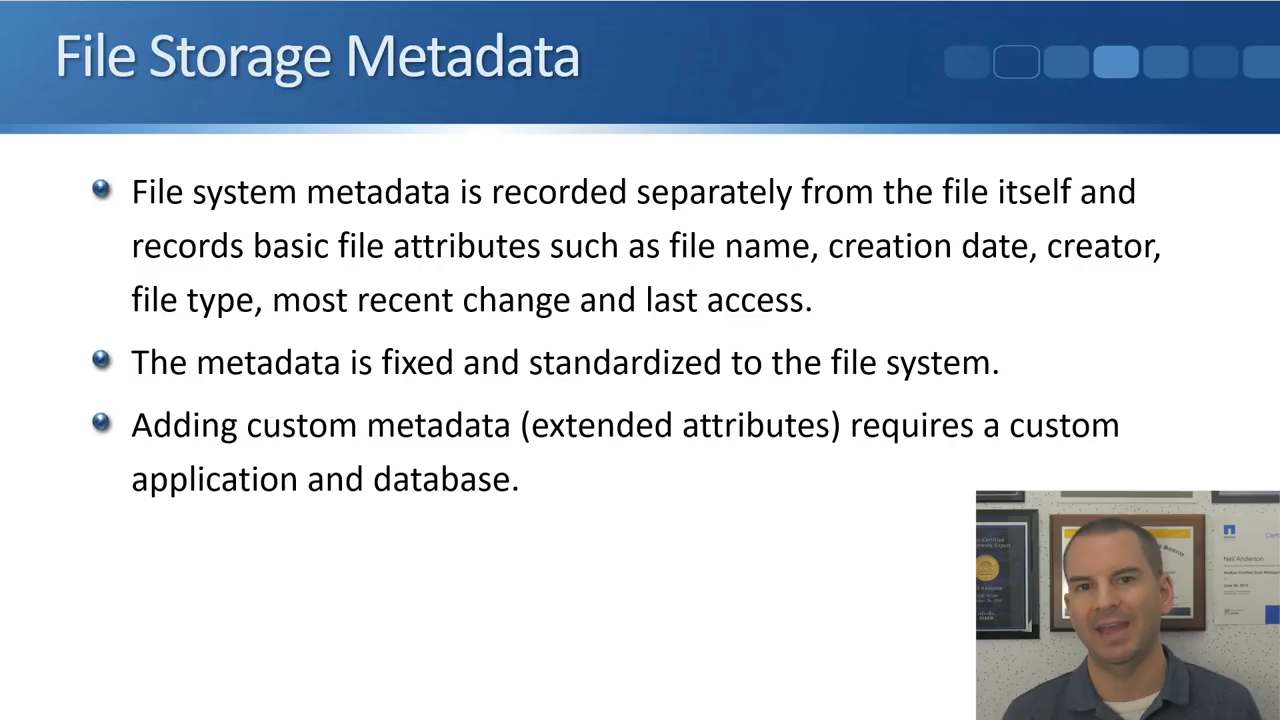 File Storage Metadata
File system metadata is recorded separately from the file itself and
records basic file attributes such as file name, creation date, creator,
file type, most recent change and last access.
The metadata is fixed and standardized to the file system.
Adding custom metadata (extended attributes) requires a custom
application and database.
Neil Anderson